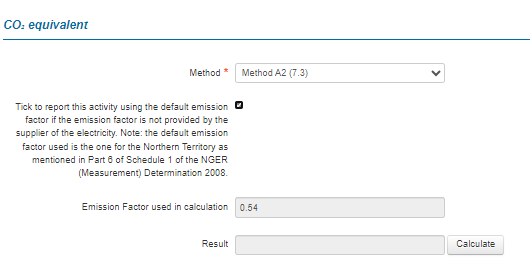 CO₂ equivalent
Method * Method A2 (7.3)
Tick to report this activity using the default emission
factor if the emission factor is not provided by the
supplier of the electricity. Note: the default emission
factor used is the one for the Northern Territory as
mentioned in Part 6 of Schedule 1 of the NGER
(Measurement) Determination 2008.
Emission Factor used in calculation 0.54
Result Calculate